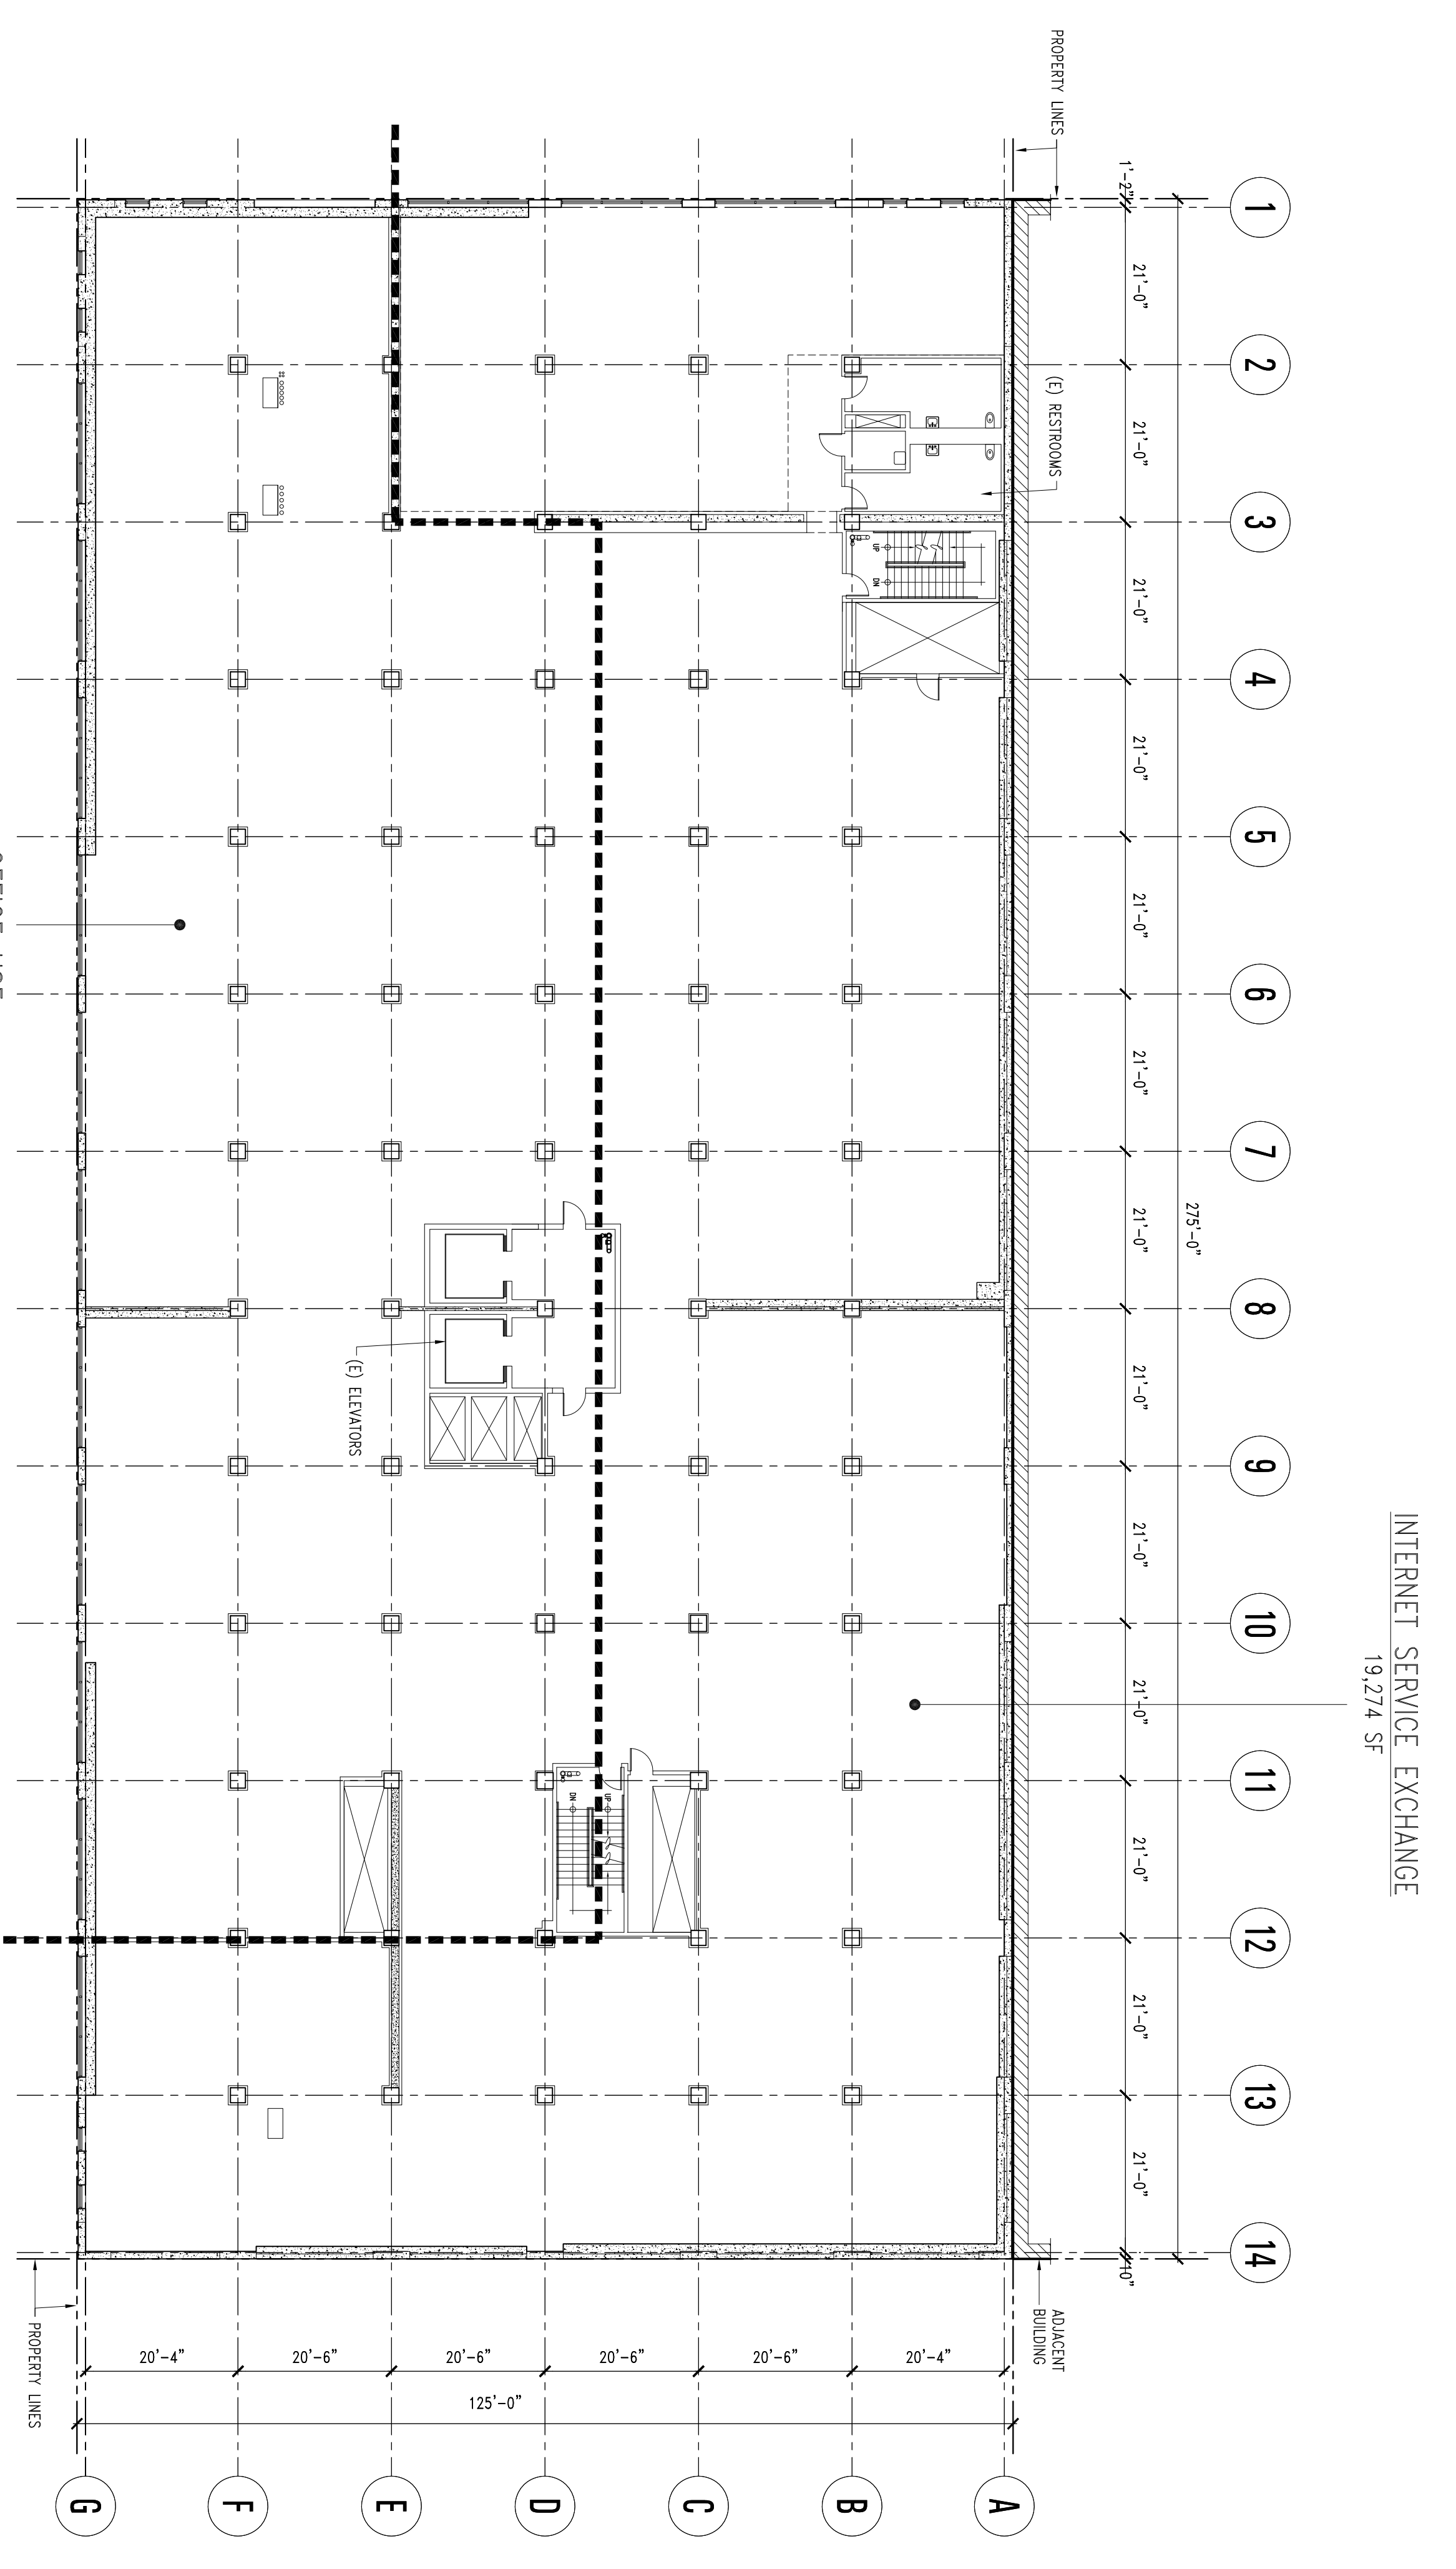 INTERNET SERVICE EXCHANGE
19,274 SF
1
2
3
4
5
6
7
8
9
10
11
12
13
14
275'-0"
1'-2"
21'-0"
21'-0"
21'-0"
21'-0"
21'-0"
21'-0"
21'-0"
21'-0"
21'-0"
21'-0"
21'-0"
21'-0"
21'-0"
10"
PROPERTY LINES
(E) RESTROOMS
ADJACENT
BUILDING
UP
DN
UP
DN
(E) ELEVATORS
PROPERTY LINES
20'-4"
20'-6"
20'-6"
20'-6"
20'-6"
20'-4"
125'-0"
A
B
C
D
E
F
G